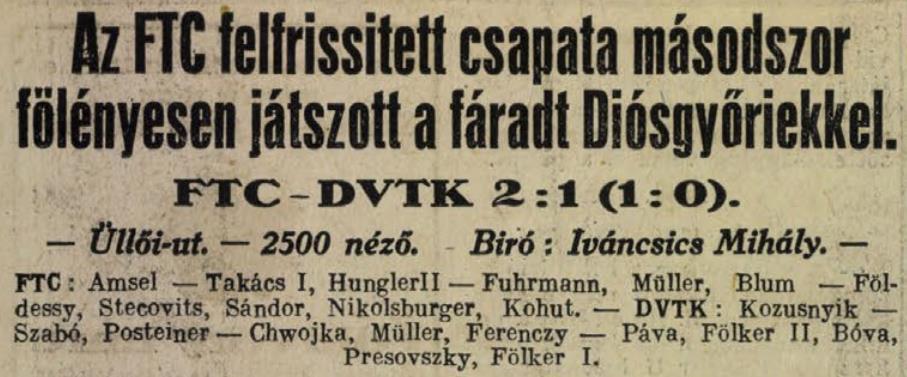 Az FTC felfrissitett csapata másodszor
fölényesen játszott a fáradt Diósgyőriekkel.
FTC-DVTK 2:1 (1:0).
— Üllői-ut. — 2500 néző. - Biró: Iváncsics Mihály. —
FTC: Amsel — Takács I, HunglerII — Fuhrmann, Müller, Blum — Föl-
dessy, Stecovits, Sándor, Nikolsburger, Kohut. — DVTK: Kozusnyik —
Szabó, Posteiner — Chwojka, Müller, Ferenczy — Páva, Fölker II, Bóva,
Presovszky, Fölker I.